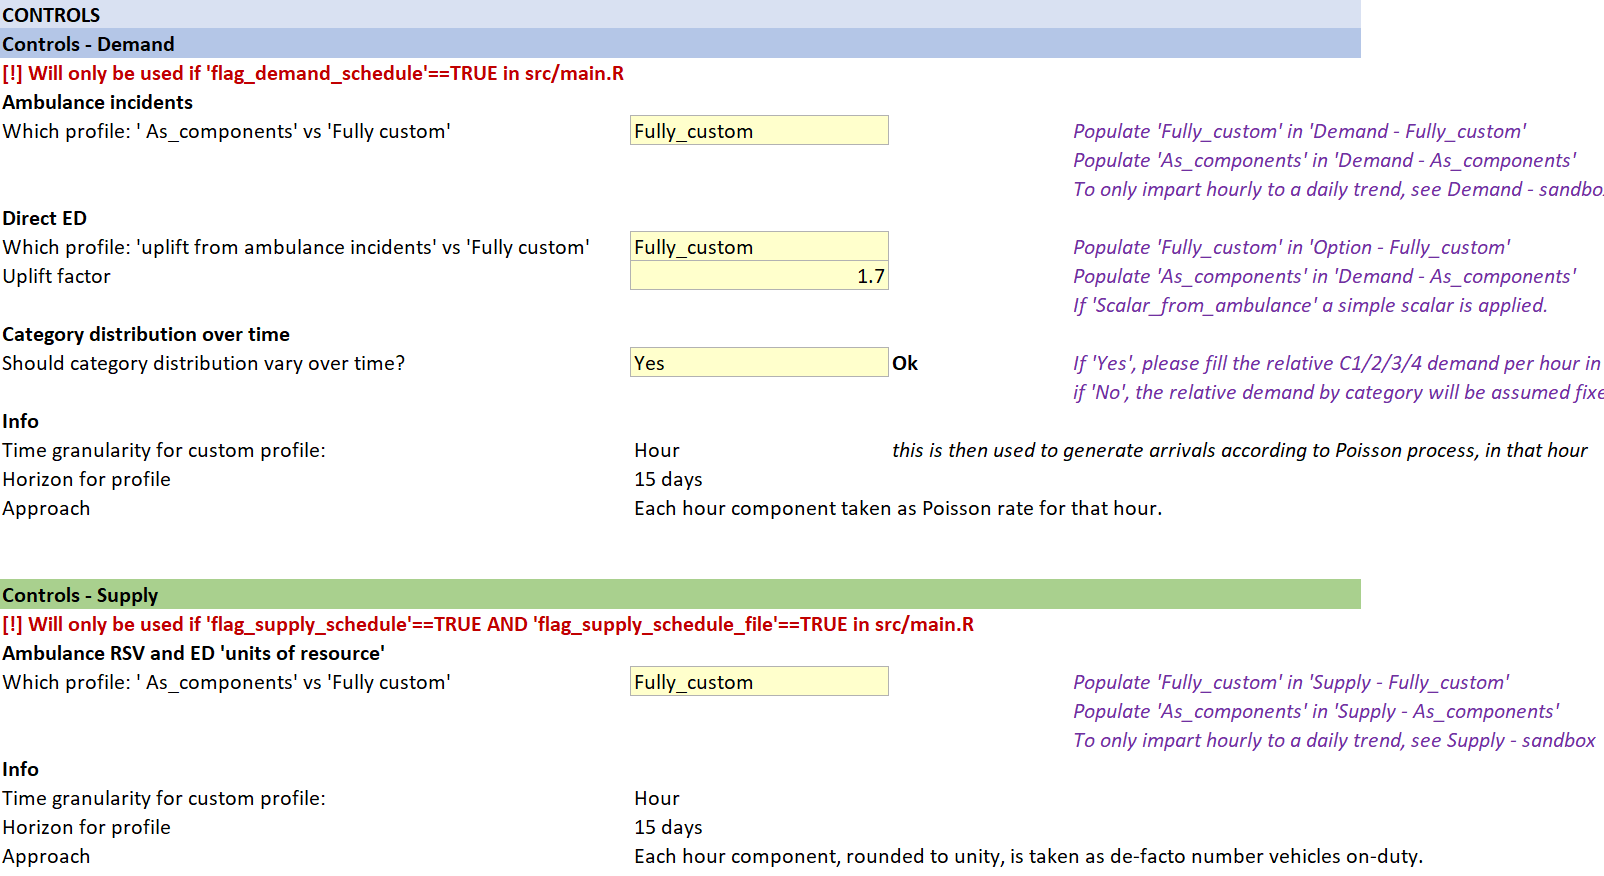 CONTROLS
Controls - Demand
[!] Will only be used if 'flag_demand_schedule'==TRUE in src/main.R
Ambulance incidents
Which profile: ' As_components' vs 'Fully custom' Fully_custom Populate 'Fully_custom' in 'Demand - Fully_custom'
Populate 'As_components' in 'Demand - As_components'
To only impart hourly to a daily trend, see Demand - sandbo
Direct ED
Which profile: 'uplift from ambulance incidents' vs 'Fully custom' Fully_custom Populate 'Fully_custom' in 'Option - Fully_custom'
Uplift factor 1.7 Populate 'As_components' in 'Demand - As_components'
If 'Scalar_from_ambulance' a simple scalar is applied.
Category distribution over time
Should category distribution vary over time? Yes Ok If 'Yes', please fill the relative C1/2/3/4 demand per hour in
if 'No', the relative demand by category will be assumed fixe
Info
Time granularity for custom profile: Hour this is then used to generate arrivals according to Poisson process, in that hour
Horizon for profile 15 days
Approach Each hour component taken as Poisson rate for that hour.
Controls - Supply
[!] Will only be used if 'flag_supply_schedule'==TRUE AND 'flag_supply_schedule_file'==TRUE in src/main.R
Ambulance RSV and ED 'units of resource'
Which profile: ' As_components' vs 'Fully custom' Fully_custom Populate 'Fully_custom' in 'Supply - Fully_custom'
Populate 'As_components' in 'Supply - As_components'
To only impart hourly to a daily trend, see Supply - sandbox
Info
Time granularity for custom profile: Hour
Horizon for profile 15 days
Approach Each hour component, rounded to unity, is taken as de-facto number vehicles on-duty.